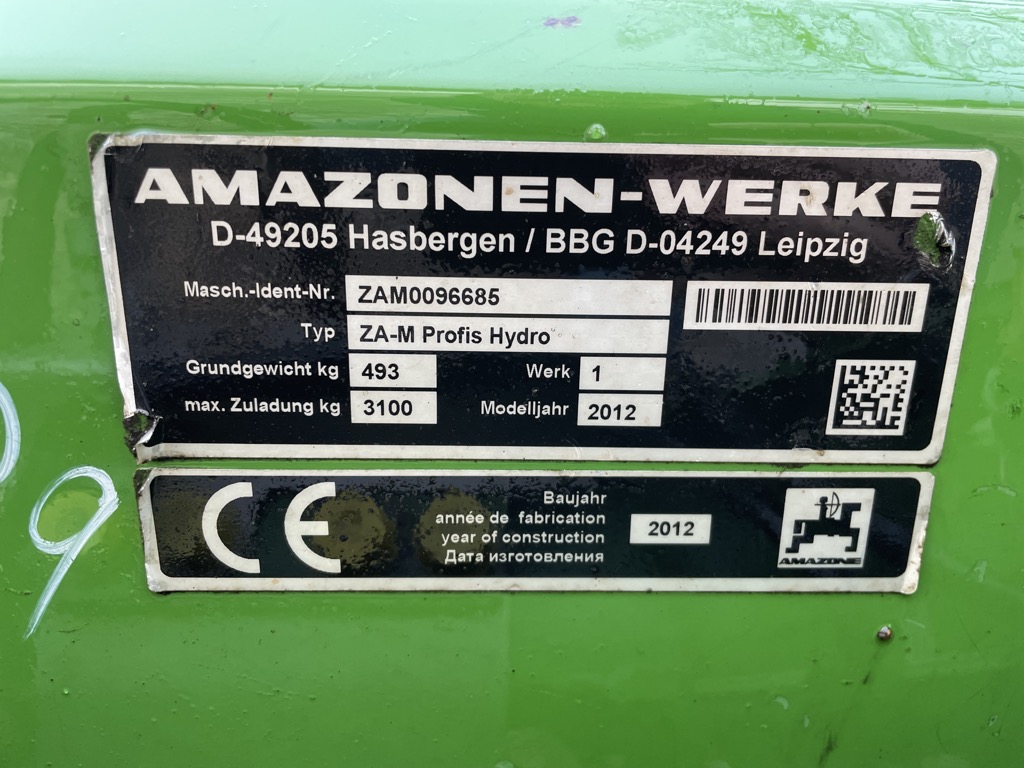 AMAZONEN-WERKE
D-49205 Hasbergen / BBG D-04249 Leipzig
Masch.-Ident-Nr. ZAM0096685
Typ ZA-M Profis Hydro
Grundgewicht kg 493 Werk 1
max. Zuladung kg 3100 Modelljahr 2012
CE
Baujahr
année de fabrication
year of construction
Дата изготовления
2012
AMAZONE
9